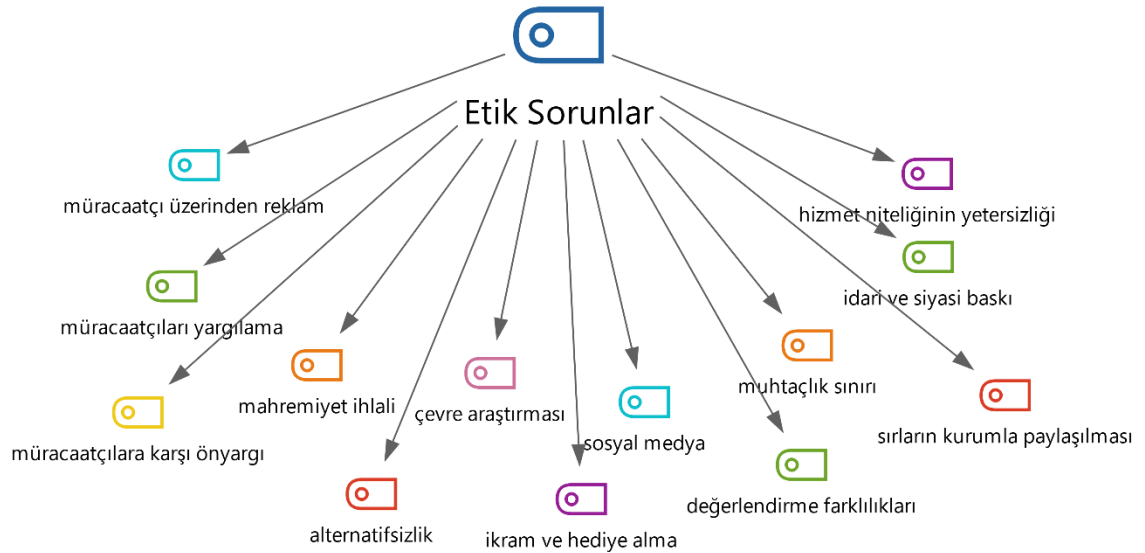 Etik Sorunlar
müracaatçı üzerinden reklam
hizmet niteliğinin yetersizliği
idari ve siyasi baskı
müracaatçıları yargılama
muhtaçlık sınırı
mahremiyet ihlali
çevre araştırması
sosyal medya
sırların kurumla paylaşılması
müracaatçılara karşı önyargı
değerlendirme farklılıkları
alternatifsizlik
ikram ve hediye alma